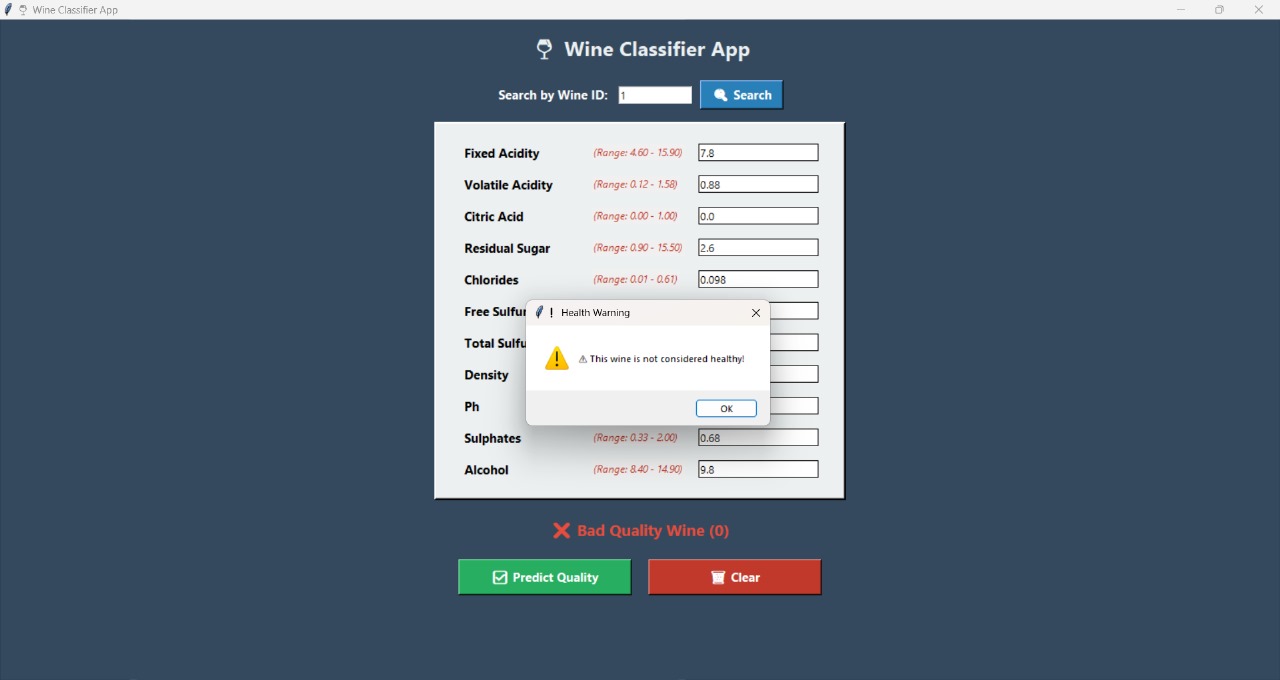 Wine Classifier App
Wine Classifier App
Search by Wine ID: 1 Search
Fixed Acidity (Range: 4.60 - 15.90) 7.8
Volatile Acidity (Range: 0.12 - 1.58) 0.88
Citric Acid (Range: 0.00 - 1.00) 0.0
Residual Sugar (Range: 0.90 - 15.50) 2.6
Chlorides (Range: 0.01 - 0.61) 0.098
Free Sulfur
Total Sulfu
Density
Ph
Sulphates (Range: 0.33 - 2.00) 0.68
Alcohol (Range: 8.40 - 14.90) 9.8
! Health Warning
⚠ This wine is not considered healthy!
OK
❌ Bad Quality Wine (0)
Predict Quality Clear